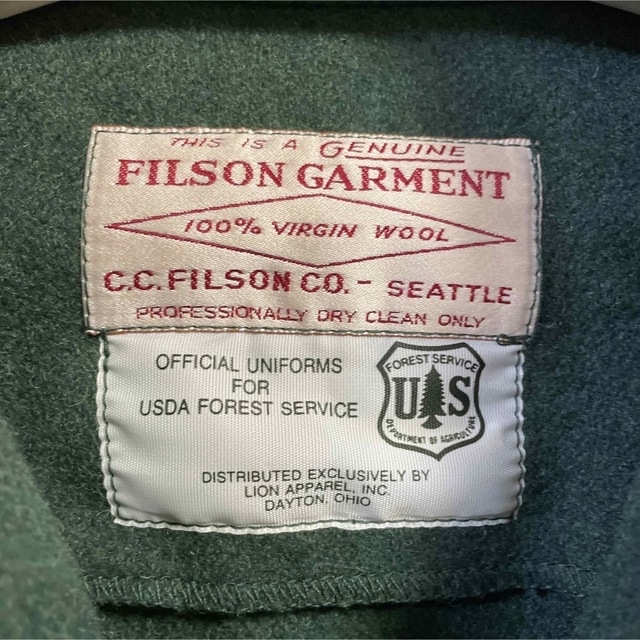 THIS IS A GENUINE
FILSON GARMENT
100% VIRGIN WOOL
C.C. FILSON CO. - SEATTLE
PROFESSIONALLY DRY CLEAN ONLY
OFFICIAL UNIFORMS
FOR
USDA FOREST SERVICE
FOREST SERVICE
U S
DEPARTMENT OF AGRICULTURE
DISTRIBUTED EXCLUSIVELY BY
LION APPAREL, INC.
DAYTON, OHIO